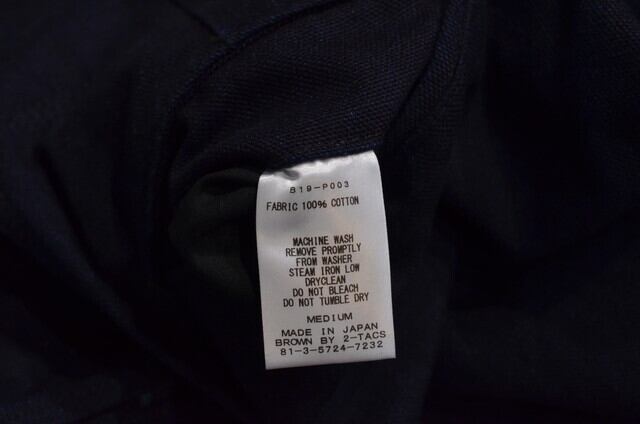 B19-P003
FABRIC 100% COTTON
MACHINE WASH
REMOVE PROMPTLY
FROM WASHER
STEAM IRON LOW
DRYCLEAN
DO NOT BLEACH
DO NOT TUMBLE DRY
MEDIUM
MADE IN JAPAN
BROWN BY 2-TACS
81-3-5724-7232